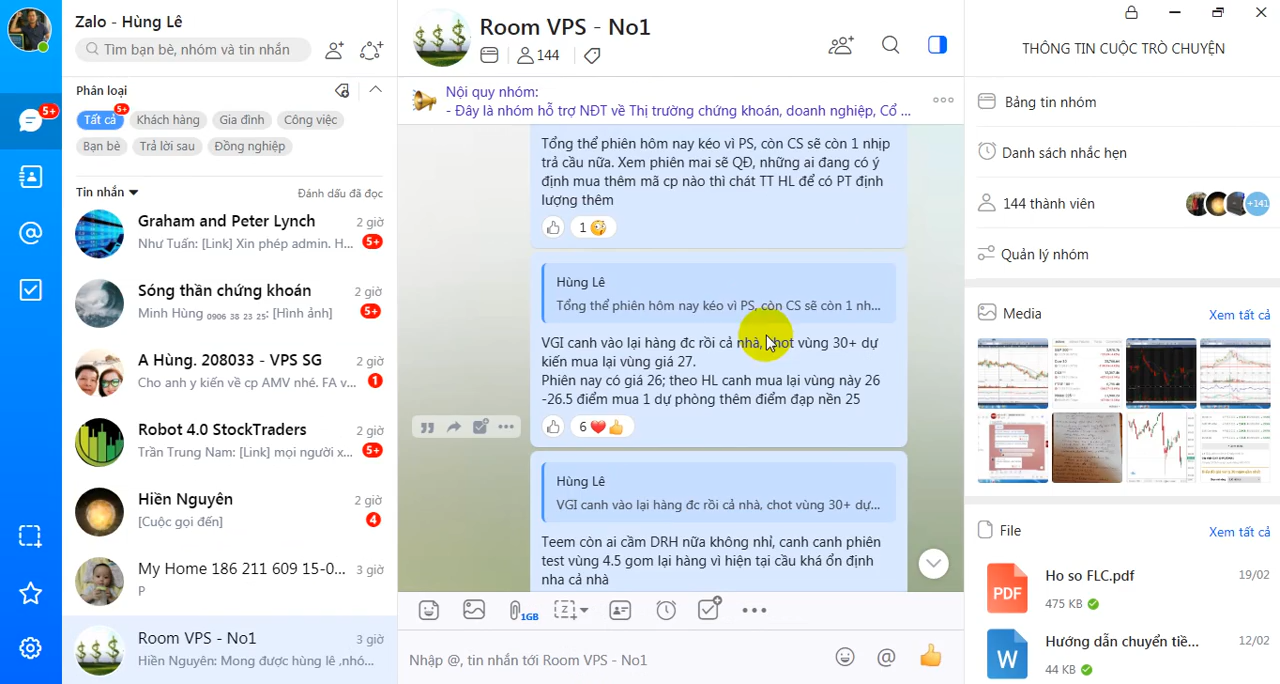 Zalo - Hùng Lê
Tìm bạn bè, nhóm và tin nhắn
Phân loại
Tất cả
5+
Khách hàng
Gia đình
Công việc
Bạn bè
Trả lời sau
Đồng nghiệp
Tin nhắn
Đánh dấu đã đọc
5+
Graham and Peter Lynch
2 giờ
Như Tuấn: [Link] Xin phép admin. H...
5+
Sóng thần chứng khoán
2 giờ
Minh Hùng ₀₉₀₆ ₃₈ ₂₃ ₂₅: [Hình ảnh]
5+
A Hùng. 208033 - VPS SG
2 giờ
Cho anh y kiến về cp AMV nhé. FA v...
1
Robot 4.0 StockTraders
2 giờ
Trần Trung Nam: [Link] mọi người x...
5+
Hiền Nguyên
2 giờ
[Cuộc gọi đến]
4
My Home 186 211 609 15-0...
3 giờ
P
Room VPS - No1
3 giờ
Hiền Nguyên: Mong được hùng lê ,nhó...
Room VPS - No1
144
Nội quy nhóm:
- Đây là nhóm hỗ trợ NĐT về Thị trường chứng khoán, doanh nghiệp, Cổ ...
Tổng thể phiên hôm nay kéo vì PS, còn CS sẽ còn 1 nhịp
trả cầu nữa. Xem phiên mai sẽ QĐ, những ai đang có ý
định mua thêm mã cp nào thì chát TT HL để có PT định
lượng thêm
1
Hùng Lê
Tổng thể phiên hôm nay kéo vì PS, còn CS sẽ còn 1 nh...
VGI canh vào lại hàng đc rồi cả nhà, chot vùng 30+ dự
kiến mua lại vùng giá 27.
Phiên nay có giá 26; theo HL canh mua lại vùng này 26
-26.5 điểm mua 1 dự phòng thêm điểm đạp nền 25
6
Hùng Lê
VGI canh vào lại hàng đc rồi cả nhà, chot vùng 30+ dự...
Teem còn ai cầm DRH nữa không nhỉ, canh canh phiên
test vùng 4.5 gom lại hàng vì hiện tại cầu khá ổn định
nha cả nhà
1GB
Nhập @, tin nhắn tới Room VPS - No1
THÔNG TIN CUỘC TRÒ CHUYỆN
Bảng tin nhóm
Danh sách nhắc hẹn
144 thành viên
+141
Quản lý nhóm
Media
Xem tất cả
File
Xem tất cả
PDF
Ho so FLC.pdf
19/02
475 KB
W
Hướng dẫn chuyển tiề...
12/02
44 KB